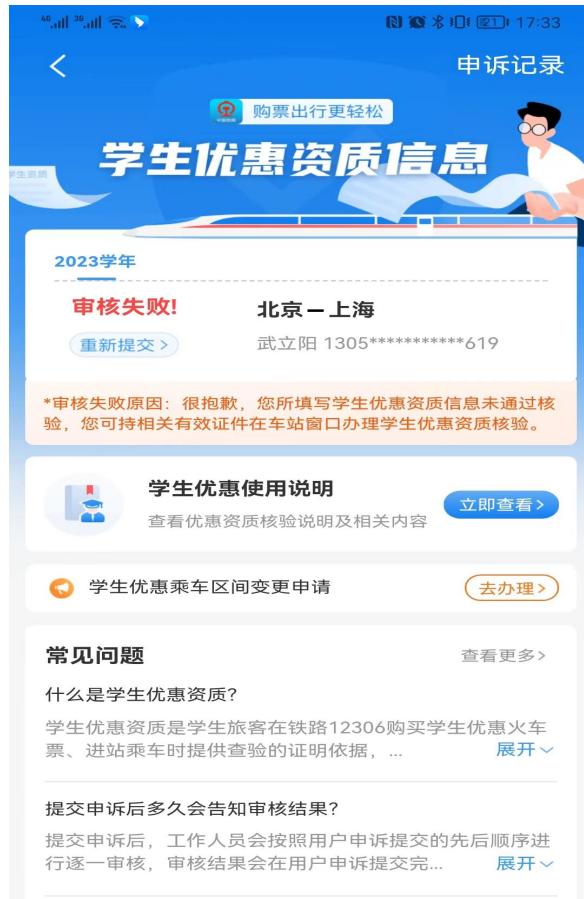 17:33
申诉记录
购票出行更轻松
学生优惠资质信息
2023学年
审核失败!
北京—上海
重新提交>
武立阳 1305***********619
*审核失败原因：很抱歉，您所填写学生优惠资质信息未通过核
验，您可持相关有效证件在车站窗口办理学生优惠资质核验。
学生优惠使用说明
立即查看>
查看优惠资质核验说明及相关内容
学生优惠乘车区间变更申请
去办理>
常见问题
查看更多>
什么是学生优惠资质?
学生优惠资质是学生旅客在铁路12306购买学生优惠火车
票、进站乘车时提供查验的证明依据，...
展开
提交申诉后多久会告知审核结果?
提交申诉后，工作人员会按照用户申诉提交的先后顺序进
行逐一审核，审核结果会在用户申诉提交完...
展开